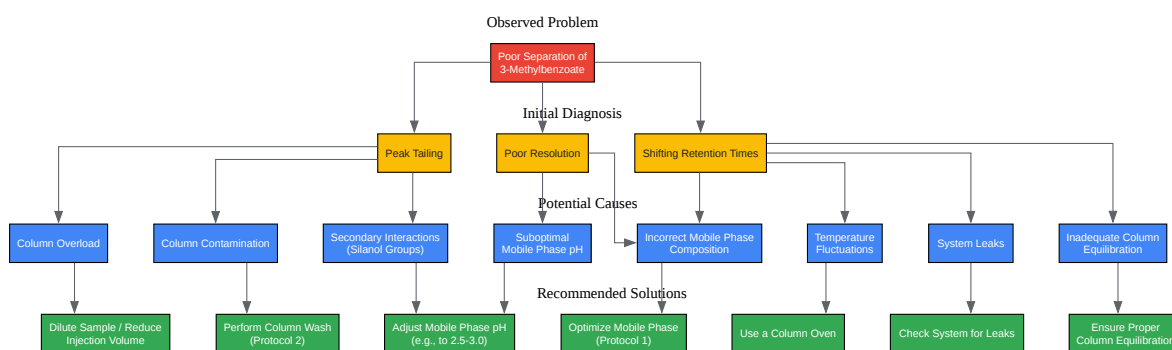 Observed Problem
Poor Separation of
3-Methylbenzoate
Initial Diagnosis
Peak Tailing
Poor Resolution
Shifting Retention Times
Potential Causes
Column Overload
Column Contamination
Secondary Interactions
(Silanol Groups)
Suboptimal
Mobile Phase pH
Incorrect Mobile Phase
Composition
Temperature
Fluctuations
System Leaks
Inadequate Column
Equilibration
Recommended Solutions
Dilute Sample / Reduce
Injection Volume
Perform Column Wash
(Protocol 2)
Adjust Mobile Phase pH
(e.g., to 2.5-3.0)
Optimize Mobile Phase
(Protocol 1)
Use a Column Oven
Check System for Leaks
Ensure Proper
Column Equilibration